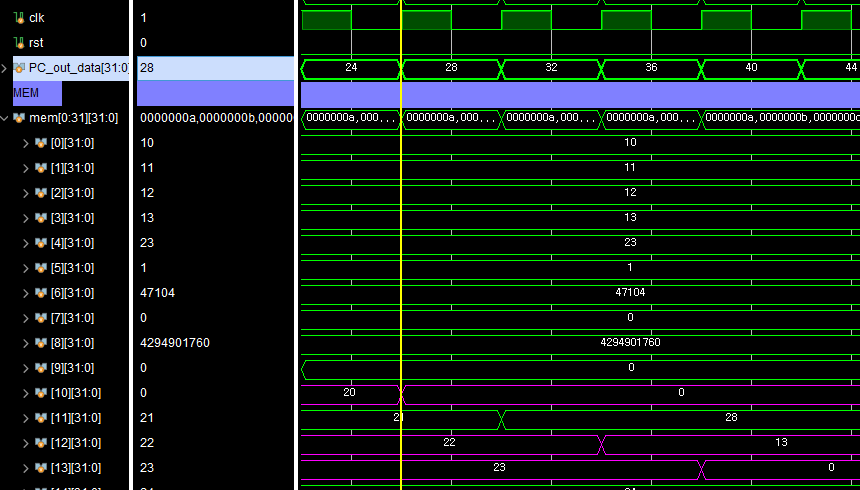 clk 1
rst 0
PC_out_data[31:0] 28 24 28 32 36 40 44
MEM
mem[0:31][31:0] 0000000a,0000000b,00000 0000000a,000... 0000000a,000... 0000000a,000... 0000000a,000... 0000000a,0000000b,0000000c
[0][31:0] 10 10
[1][31:0] 11 11
[2][31:0] 12 12
[3][31:0] 13 13
[4][31:0] 23 23
[5][31:0] 1 1
[6][31:0] 47104 47104
[7][31:0] 0 0
[8][31:0] 4294901760 4294901760
[9][31:0] 0 0
[10][31:0] 0 20 0
[11][31:0] 21 21 28
[12][31:0] 22 22 13
[13][31:0] 23 23 0